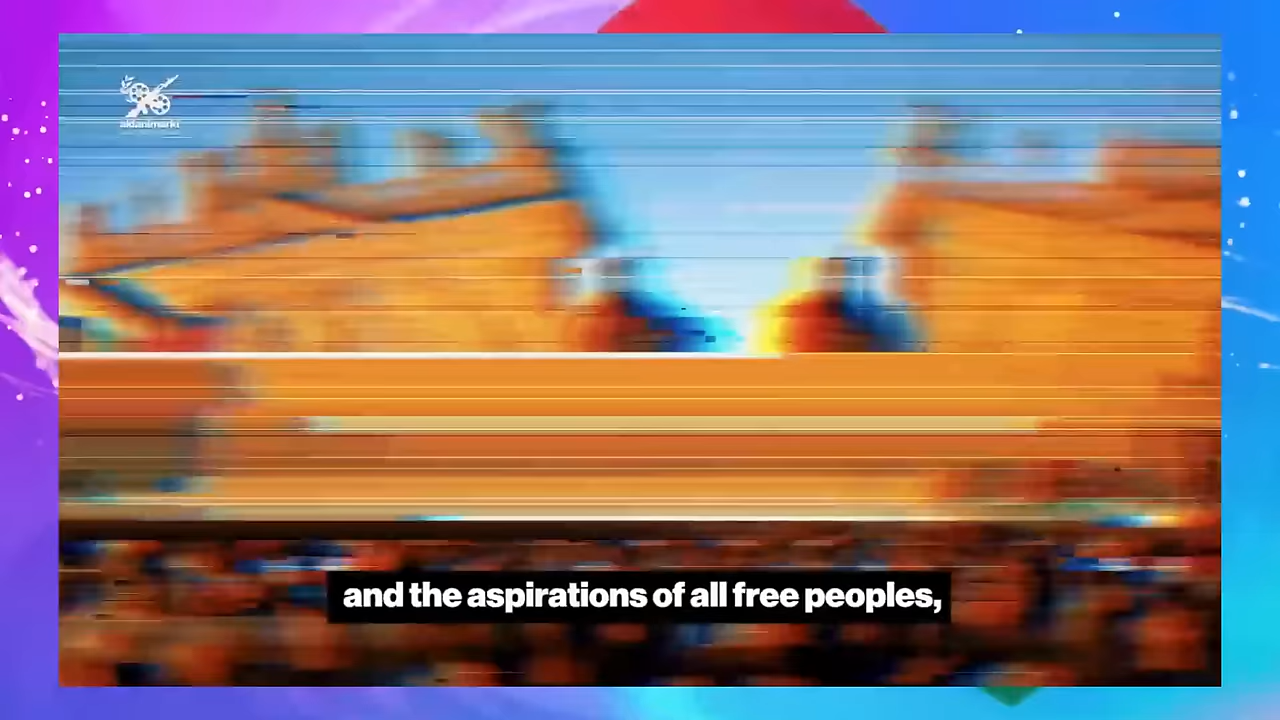 and the aspirations of all free peoples,